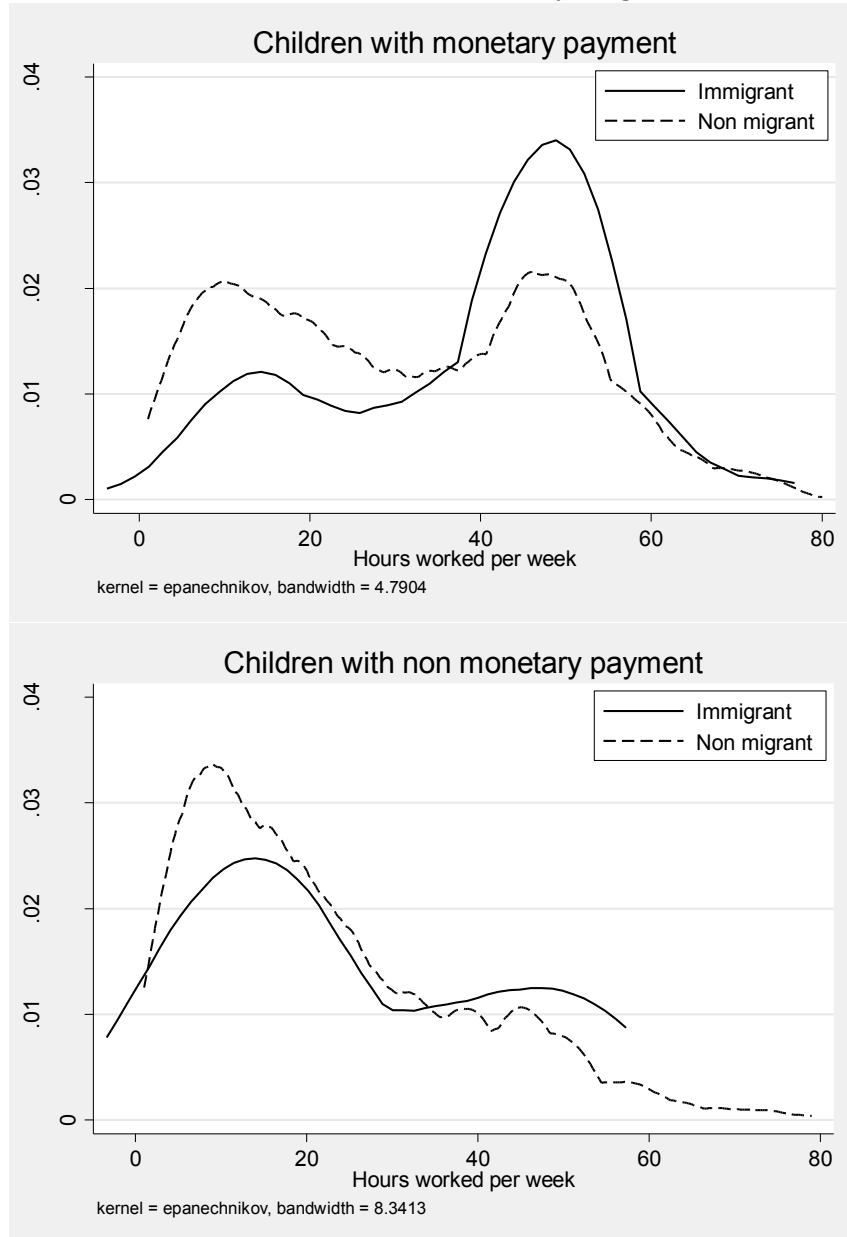 Children with monetary payment
Immigrant
Non migrant
.04
.03
.02
.01
0
0 20 40 60 80
Hours worked per week
kernel = epanechnikov, bandwidth = 4.7904
Children with non monetary payment
Immigrant
Non migrant
.04
.03
.02
.01
0
0 20 40 60 80
Hours worked per week
kernel = epanechnikov, bandwidth = 8.3413